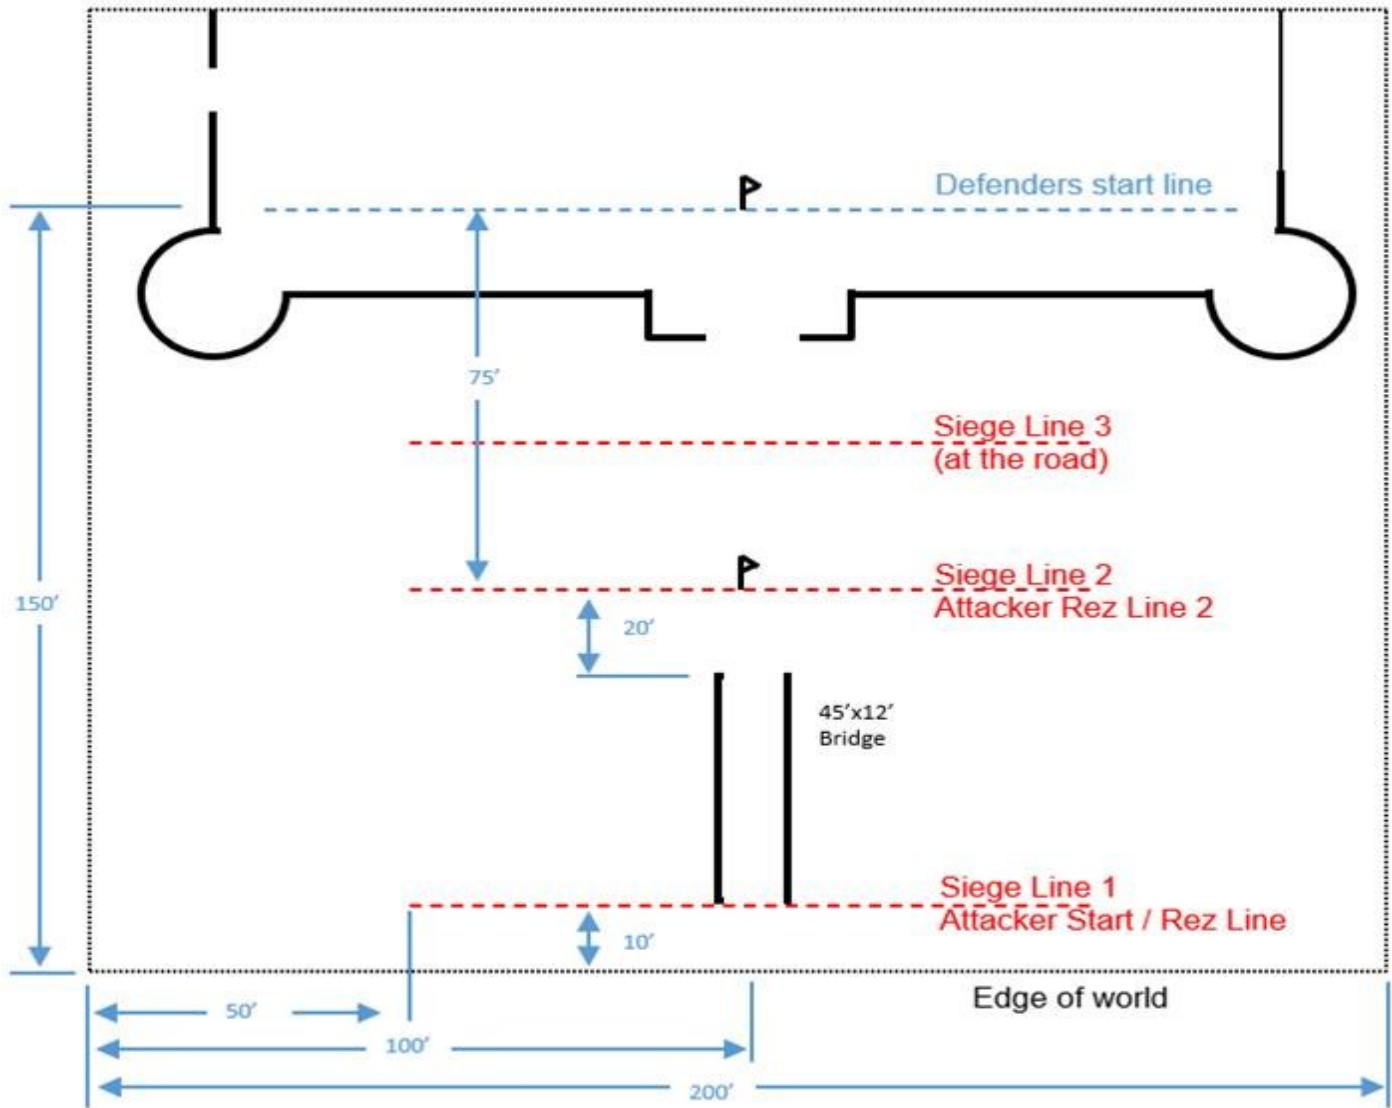 Defenders start line
75’
Siege Line 3
(at the road)
Siege Line 2
Attacker Rez Line 2
150’
20’
45’x12’
Bridge
Siege Line 1
Attacker Start / Rez Line
10’
Edge of world
50’
100’
200’